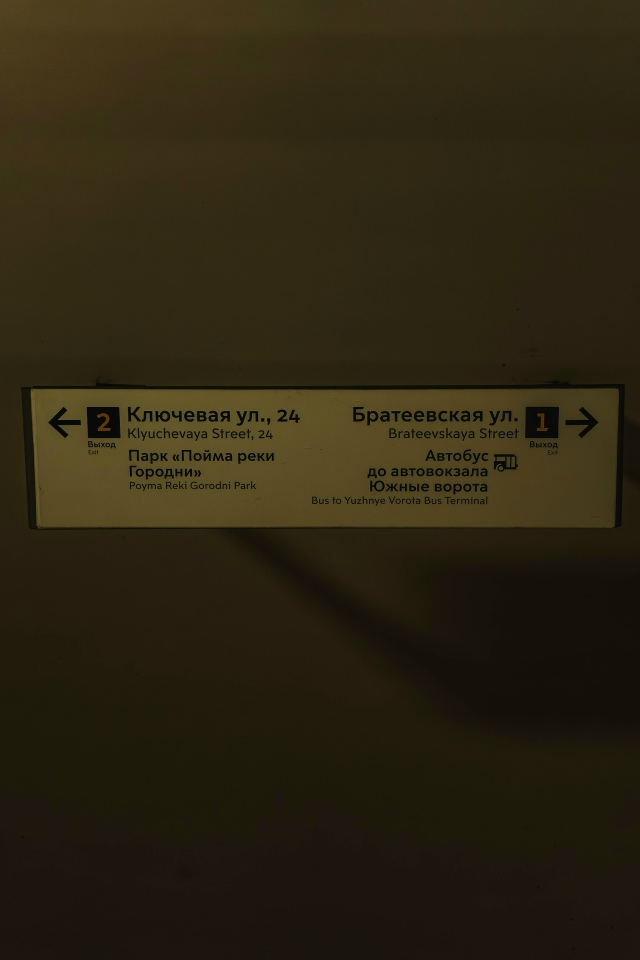 2
Выход
Exit
Ключевая ул., 24
Klyuchevaya Street, 24
Парк «Пойма реки
Городни»
Poyma Reki Gorodni Park
Братеевская ул.
Brateevskaya Street
Автобус
до автовокзала
Южные ворота
Bus to Yuzhnye Vorota Bus Terminal
1
Выход
Exit